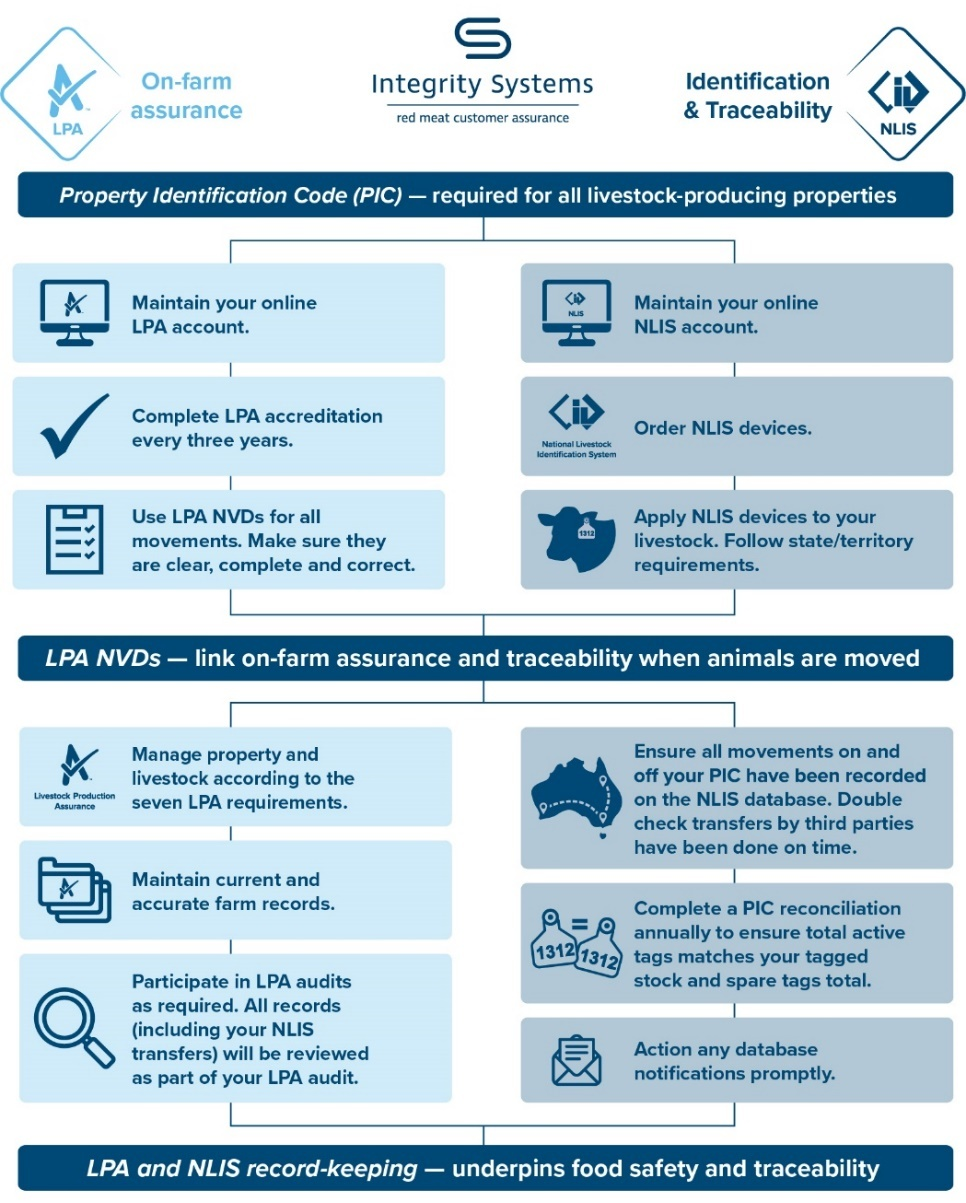 On-farm
assurance
LPA
Integrity Systems
red meat customer assurance
Identification
& Traceability
NLIS
Property Identification Code (PIC) — required for all livestock-producing properties
Maintain your online
LPA account.
Complete LPA accreditation
every three years.
Use LPA NVDs for all
movements. Make sure they
are clear, complete and correct.
NLIS
Maintain your online
NLIS account.
National Livestock
Identification System
Order NLIS devices.
1312
Apply NLIS devices to your
livestock. Follow state/territory
requirements.
LPA NVDs — link on-farm assurance and traceability when animals are moved
Livestock Production
Assurance
Manage property and
livestock according to the
seven LPA requirements.
Maintain current and
accurate farm records.
Participate in LPA audits
as required. All records
(including your NLIS
transfers) will be reviewed
as part of your LPA audit.
Ensure all movements on and
off your PIC have been recorded
on the NLIS database. Double
check transfers by third parties
have been done on time.
1312 = 1312
Complete a PIC reconciliation
annually to ensure total active
tags matches your tagged
stock and spare tags total.
Action any database
notifications promptly.
LPA and NLIS record-keeping — underpins food safety and traceability